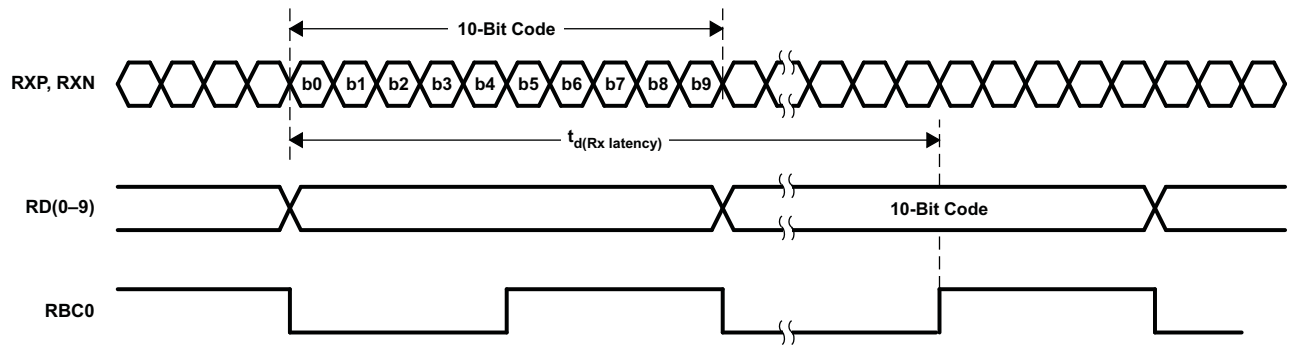 10-Bit Code
RXP, RXN
b0 b1 b2 b3 b4 b5 b6 b7 b8 b9
td(Rx latency)
RD(0–9)
10-Bit Code
RBC0